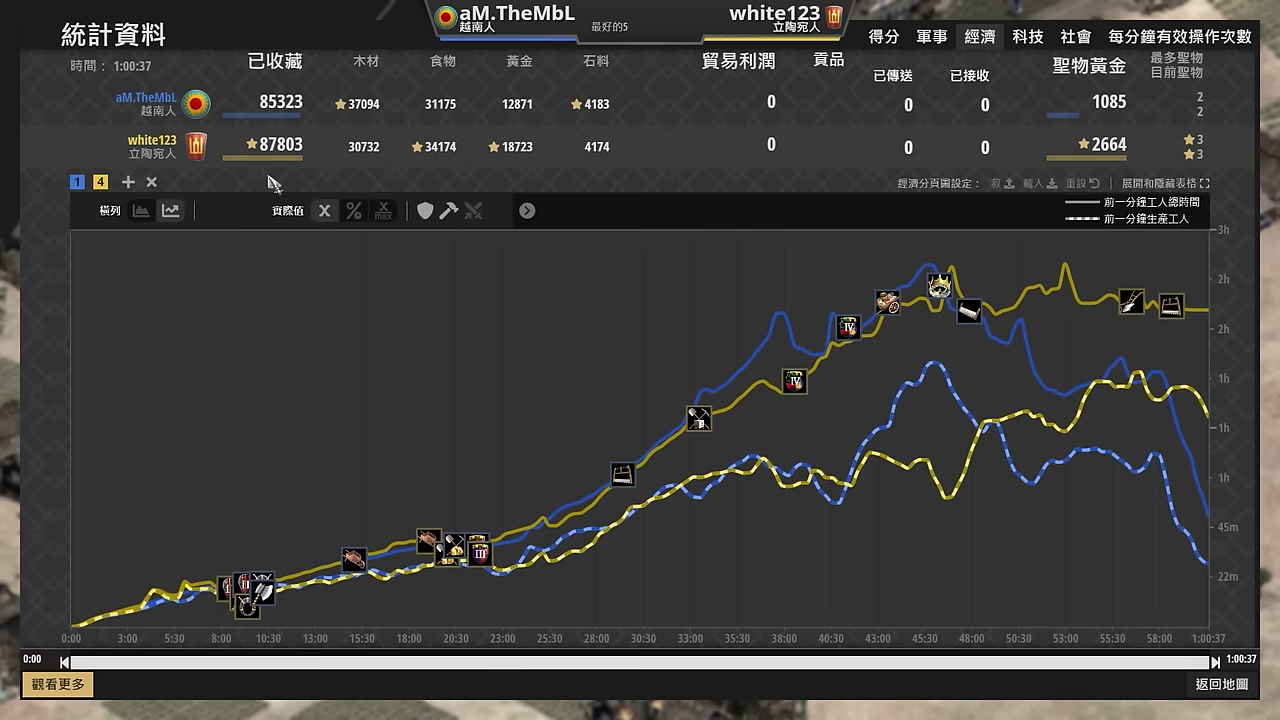 aM.TheMbL
越南人
最好的5
white123
立陶宛人
統計資料
得分 軍事 經濟 科技 社會 每分鐘有效操作次數
時間： 1:00:37
已收藏 木材 食物 黃金 石料 貿易利潤 貢品 已傳送 已接收 聖物黃金 最多聖物
目前聖物
aM.TheMbL
越南人
85323 37094 31175 12871 4183 0 0 0 1085 2
2
white123
立陶宛人
87803 30732 34174 18723 4174 0 0 0 2664 3
3
1 4
經濟分頁圖設定： 載入 重設 展開和隱藏表格
橫列 實際值 X % X max
前一分鐘工人總時間
前一分鐘生產工人
3h
2h
2h
1h
1h
1h
45m
22m
IV
IV
III
0:00 3:00 5:30 8:00 10:30 13:00 15:30 18:00 20:30 23:00 25:30 28:00 30:30 33:00 35:30 38:00 40:30 43:00 45:30 48:00 50:30 53:00 55:30 58:00 1:00:37
0:00 1:00:37
觀看更多 返回地圖